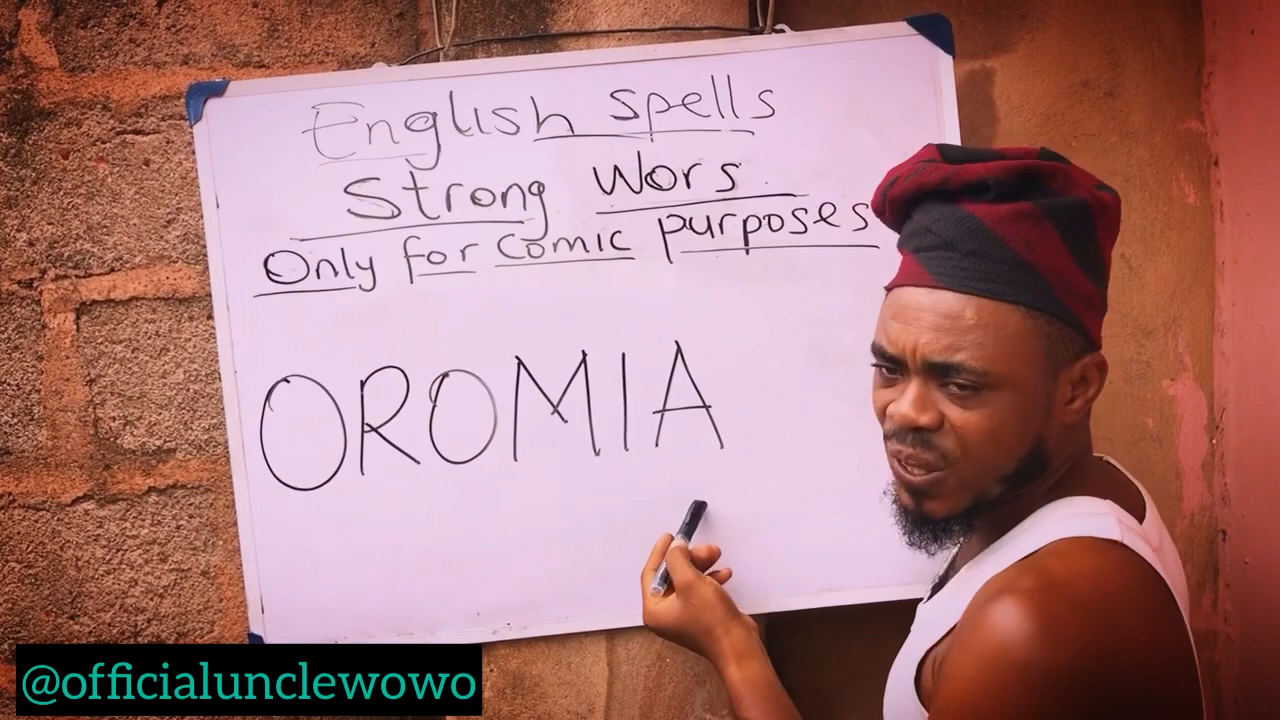 English spells
Strong Wors
Only for Comic purposes
OROMIA
@officialunclewowo